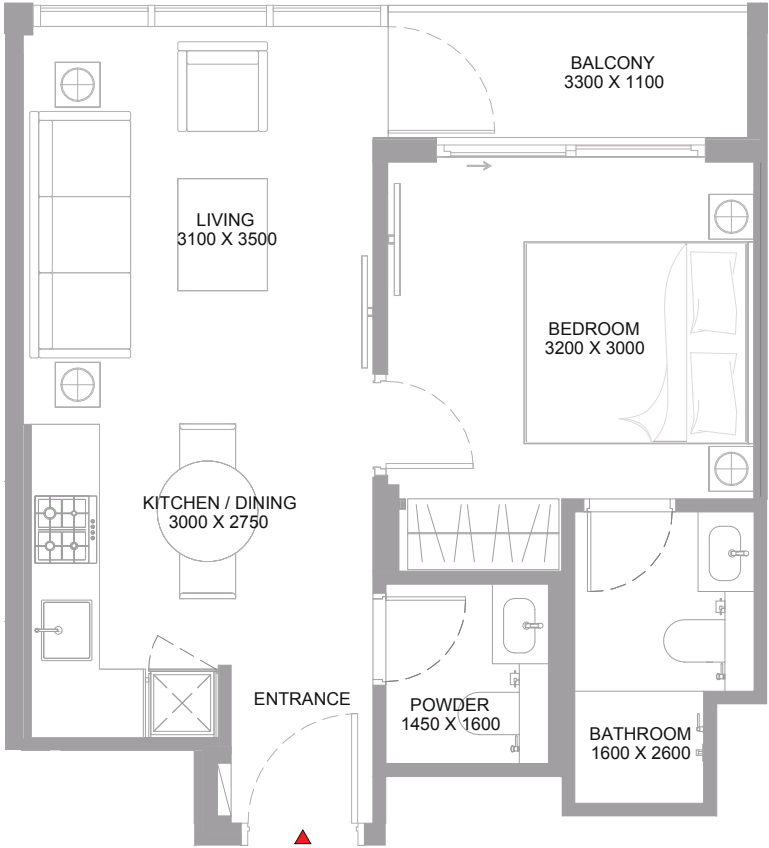 BALCONY
3300 X 1100
LIVING
3100 X 3500
BEDROOM
3200 X 3000
KITCHEN / DINING
3000 X 2750
ENTRANCE
POWDER
1450 X 1600
BATHROOM
1600 X 2600